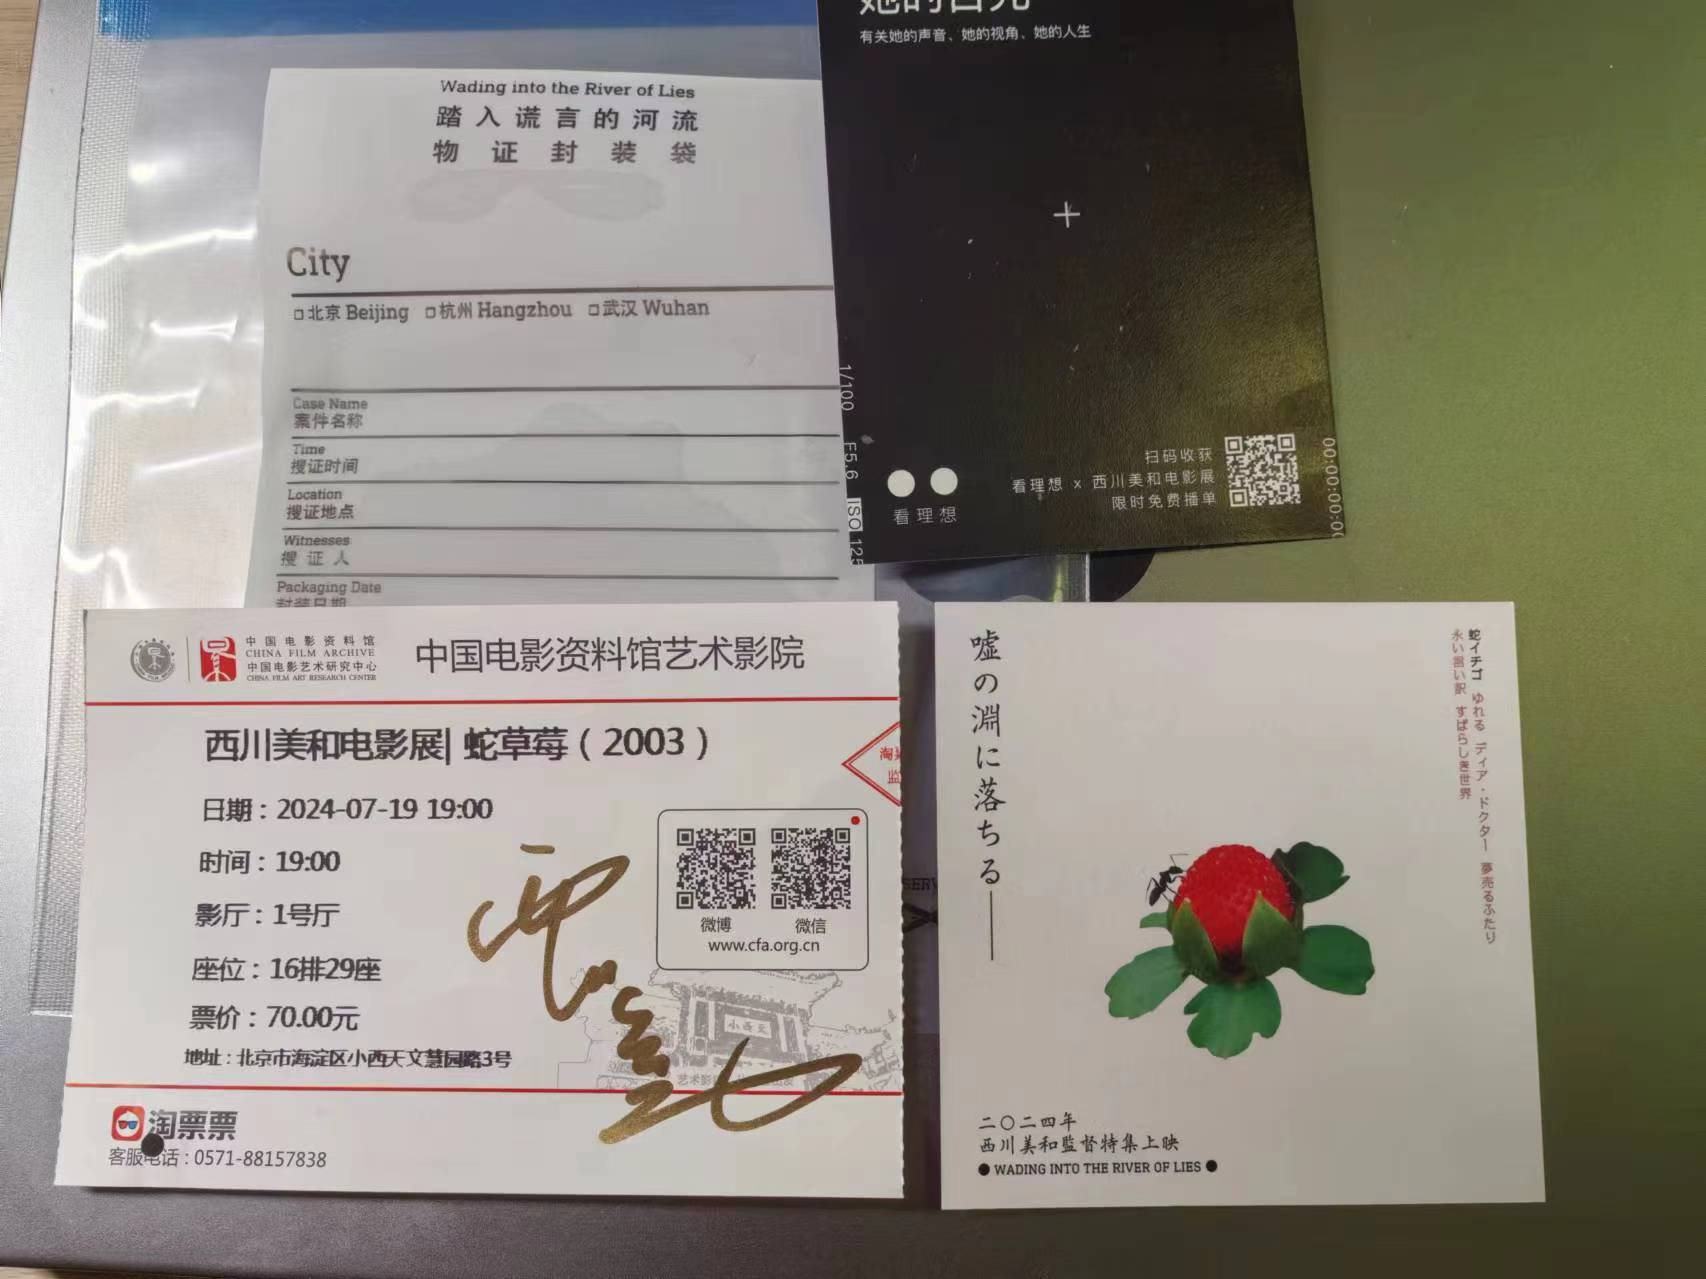 Wading into the River of Lies
踏入谎言的河流
物证封装袋
City
北京 Beijing 杭州 Hangzhou 武汉 Wuhan
Case Name
案件名称
Time
搜证时间
Location
搜证地点
Witnesses
搜证人
Packaging Date
封装日期
有关她的声音、她的视角、她的人生
1/100 F5.6 ISO 125
看理想
扫码收获
看理想 x 西川美和电影展
限时免费播单
00:00:00:00
中国电影资料馆
CHINA FILM ARCHIVE
中国电影艺术研究中心
CHINA FILM ART RESEARCH CENTER
中国电影资料馆艺术影院
西川美和电影展| 蛇草莓（2003）
日期：2024-07-19 19:00
时间：19:00
影厅：1号厅
座位：16排29座
票价：70.00元
地址：北京市海淀区小西天文慧园路3号
微博 微信
www.cfa.org.cn
小西天
淘票票
客服电话：0571-88157838
嘘の淵に落ちる——
蛇イチゴ ゆれる ディア・ドクター 夢売るふたり
永い言い訳 すばらしき世界
二〇二四年
西川美和監督特集上映
WADING INTO THE RIVER OF LIES